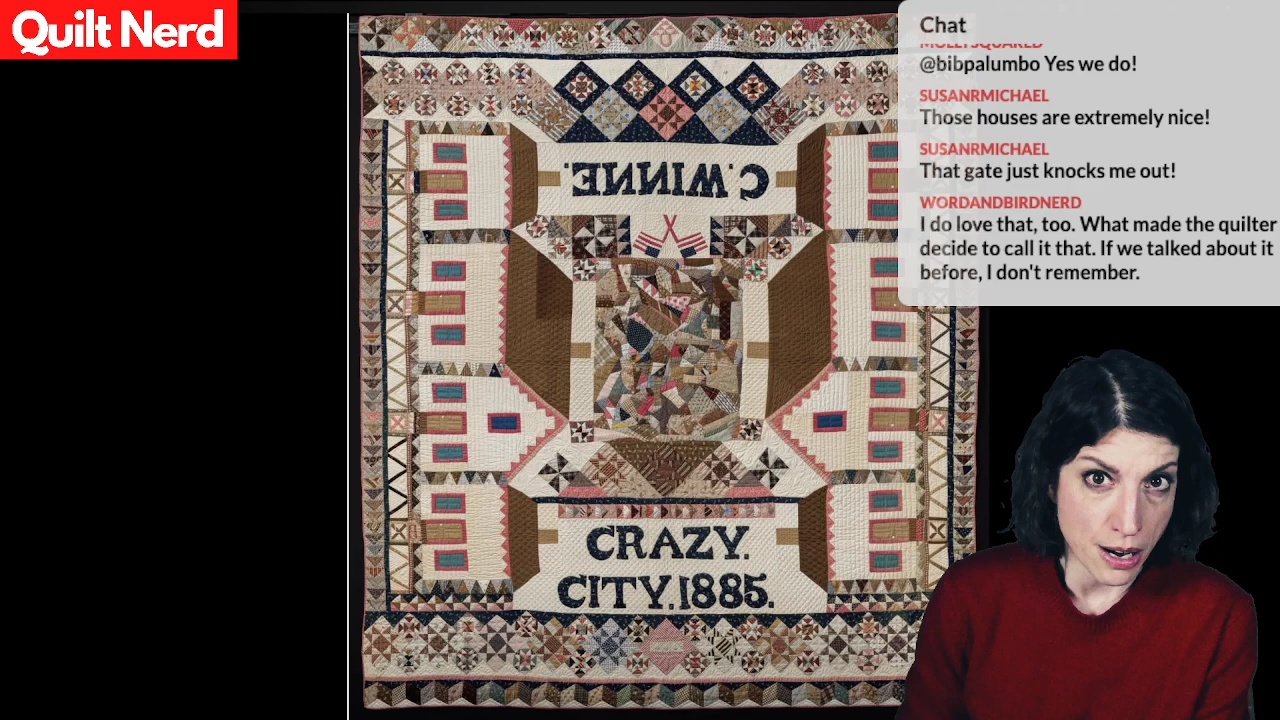 Quilt Nerd
Chat
MOLLYSQUARED
@bibpalumbo Yes we do!
SUSANRMICHAEL
Those houses are extremely nice!
SUSANRMICHAEL
That gate just knocks me out!
WORDANDBIRDNERD
I do love that, too. What made the quilter
decide to call it that. If we talked about it
before, I don't remember.
C.WINNE.
CRAZY.
CITY.1885.